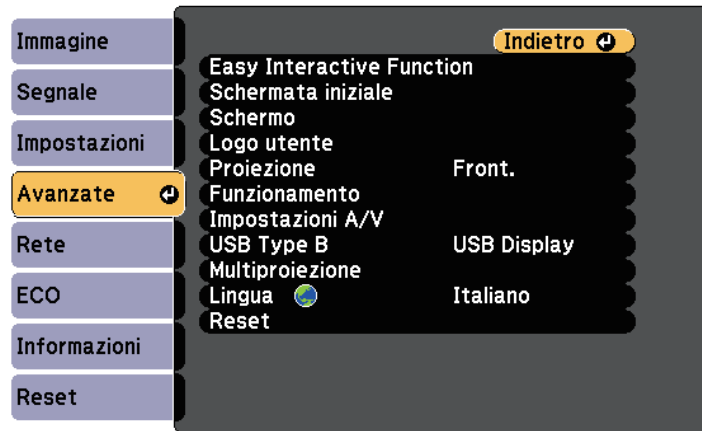 Immagine
Segnale
Impostazioni
Avanzate
Rete
ECO
Informazioni
Reset
Indietro
Easy Interactive Function
Schermata iniziale
Schermo
Logo utente
Proiezione Front.
Funzionamento
Impostazioni A/V
USB Type B USB Display
Multiproiezione
Lingua Italiano
Reset